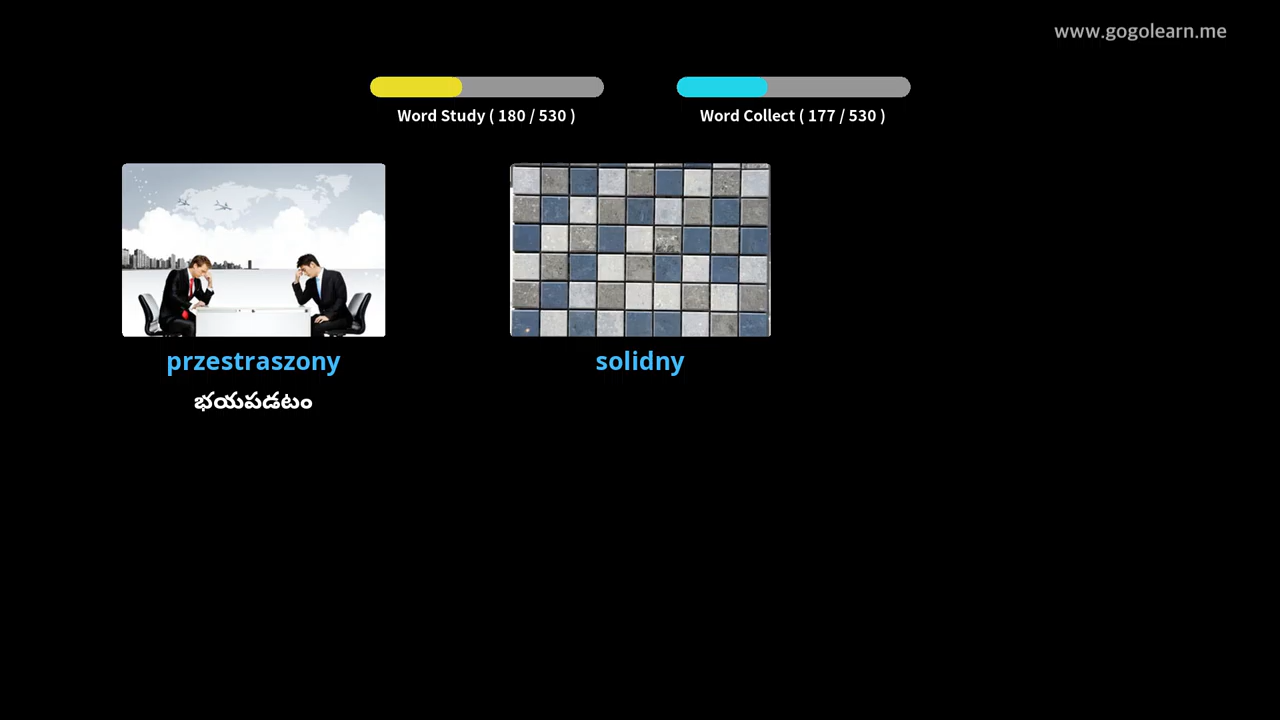 www.gogolearn.me
Word Study ( 180 / 530 )
Word Collect ( 177 / 530 )
przestraszony
solidny
భయపడటం